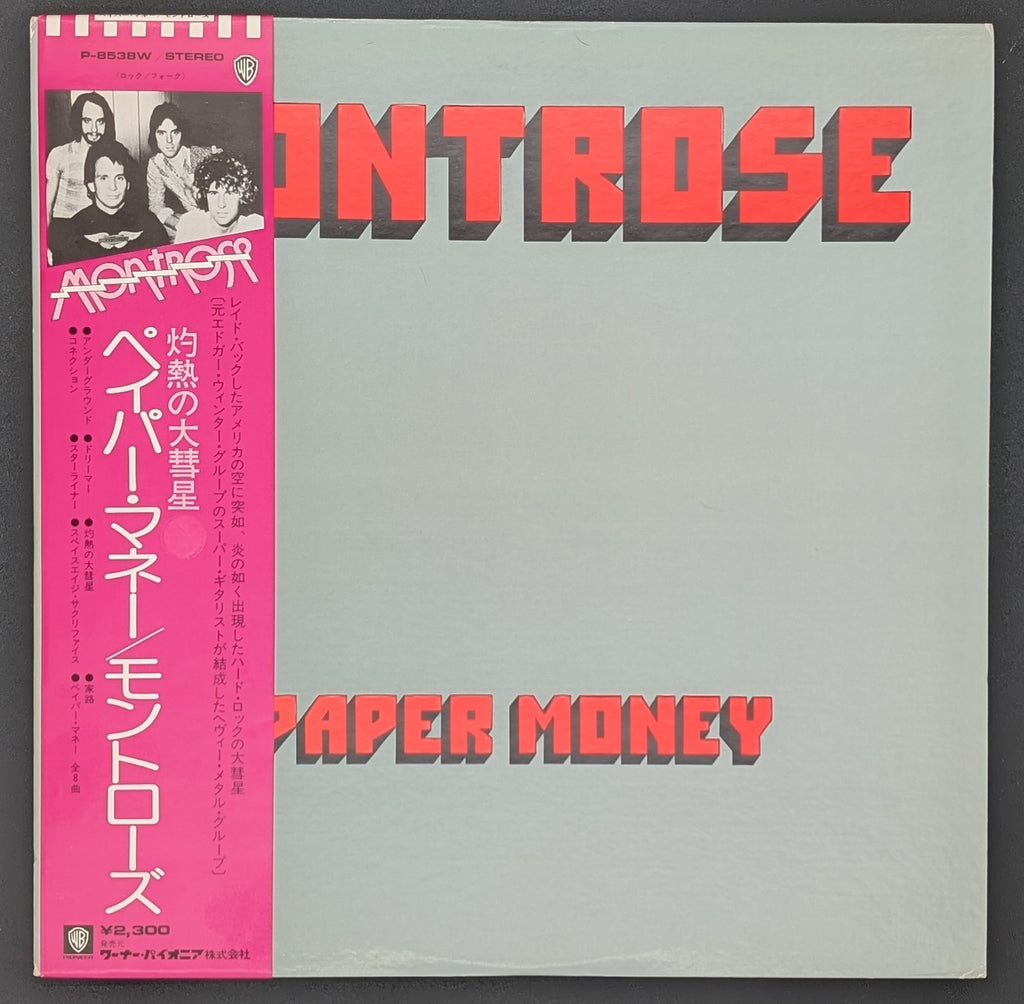 P-8538W/STEREO
(ロック/フォーク)
WB
MONTROSE
レイド・バックしたアメリカの空に突如、炎の如く出現したハード・ロックの大彗星
〔元エドガー・ウィンター・グループのスーパー・ギタリストが結成したヘヴィー・メタル・グループ〕
灼熱の大彗星
ペイパー・マネー/モントローズ
●アンダーグラウンド ●ドリーマー ●灼熱の大彗星 ●家路
●コネクション ●スターライナー ●スペイスエイジ・サクリファイス ●ペイパー・マネー 全8曲
¥2,300
発売元
ワーナー・パイオニア株式会社
WB
PIONEER
ONTROSE
PAPER MONEY